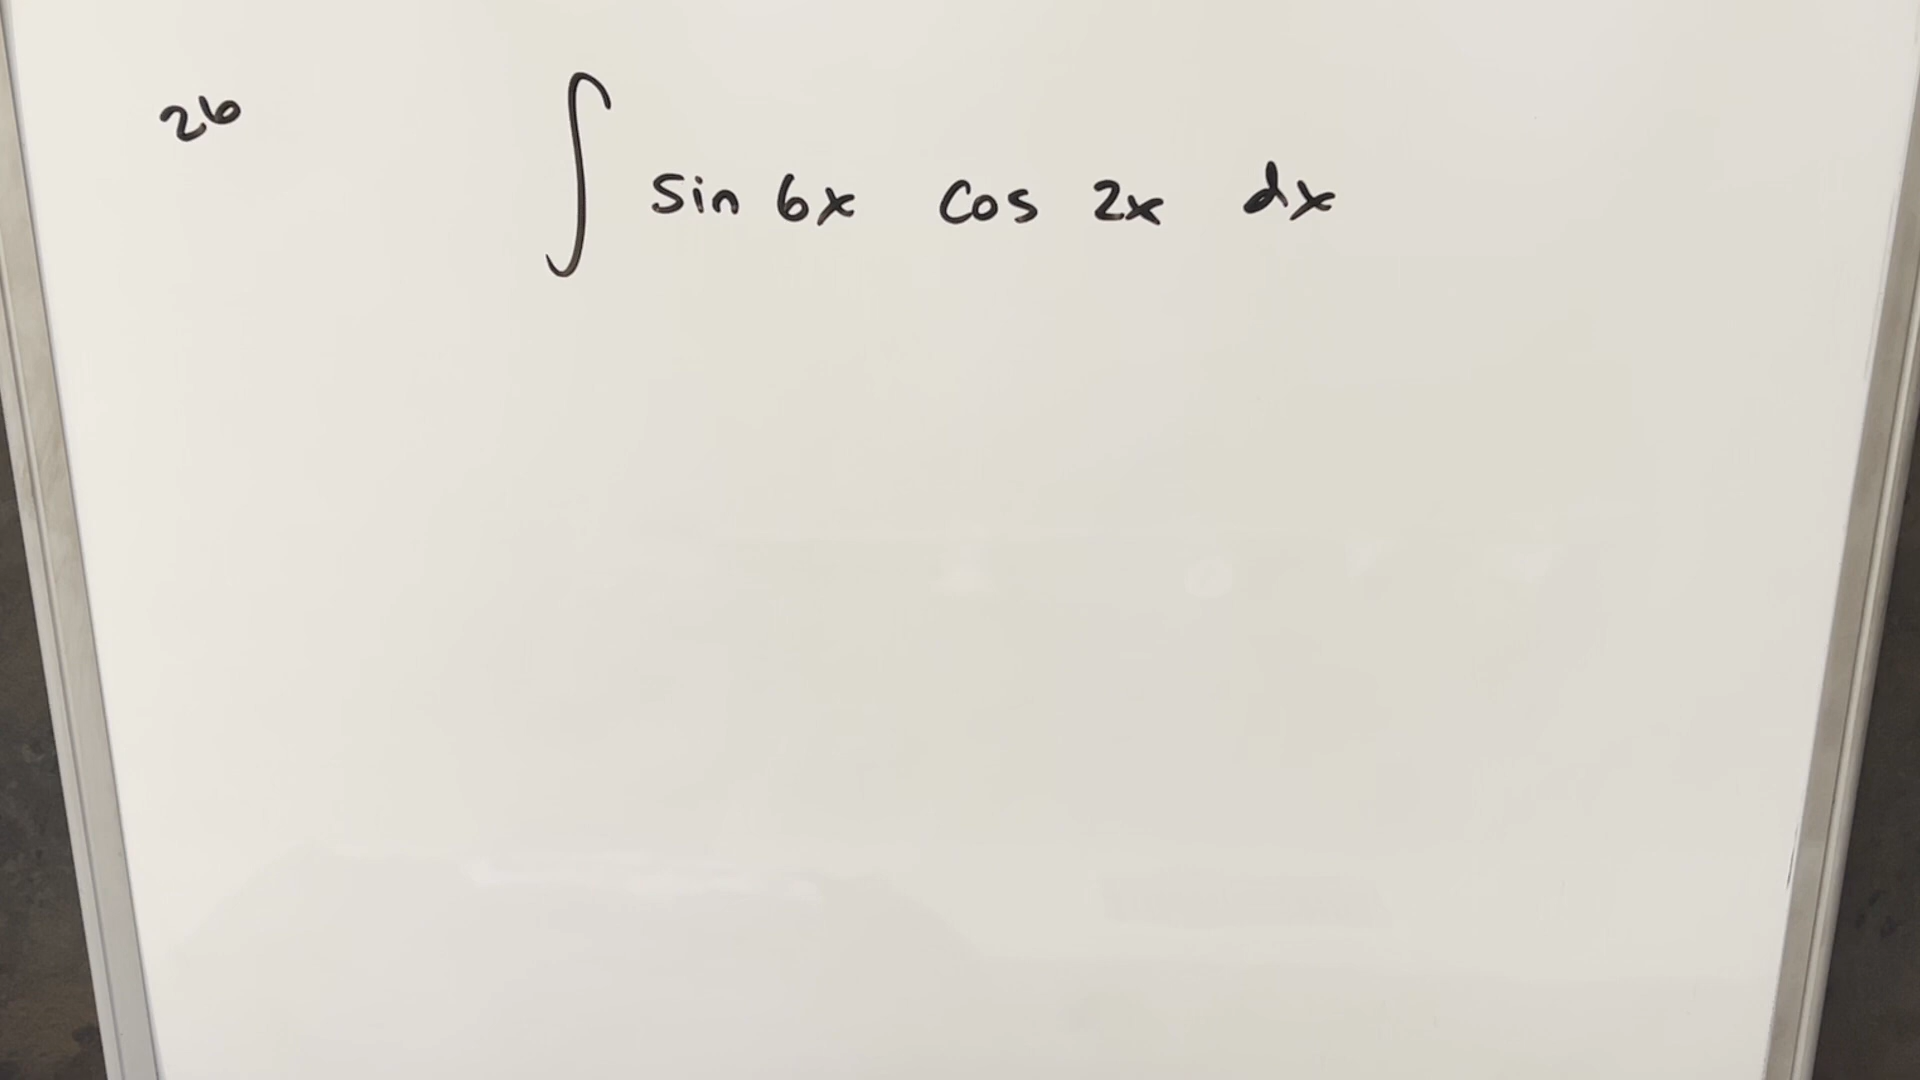 26
∫ sin 6x cos 2x dx